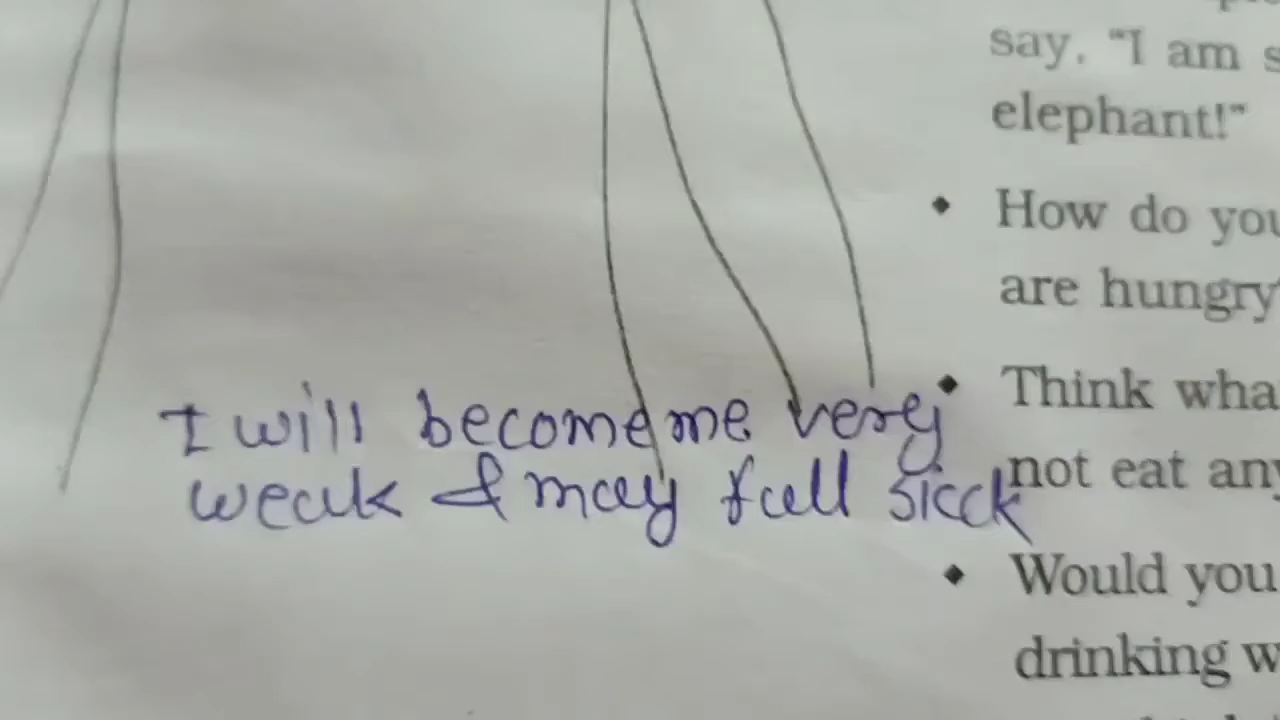 say, "I am s
elephant!"
How do you
are hungry
Think wha
not eat any
Would you
drinking w
I will becomeme very
weak & may fall sicck